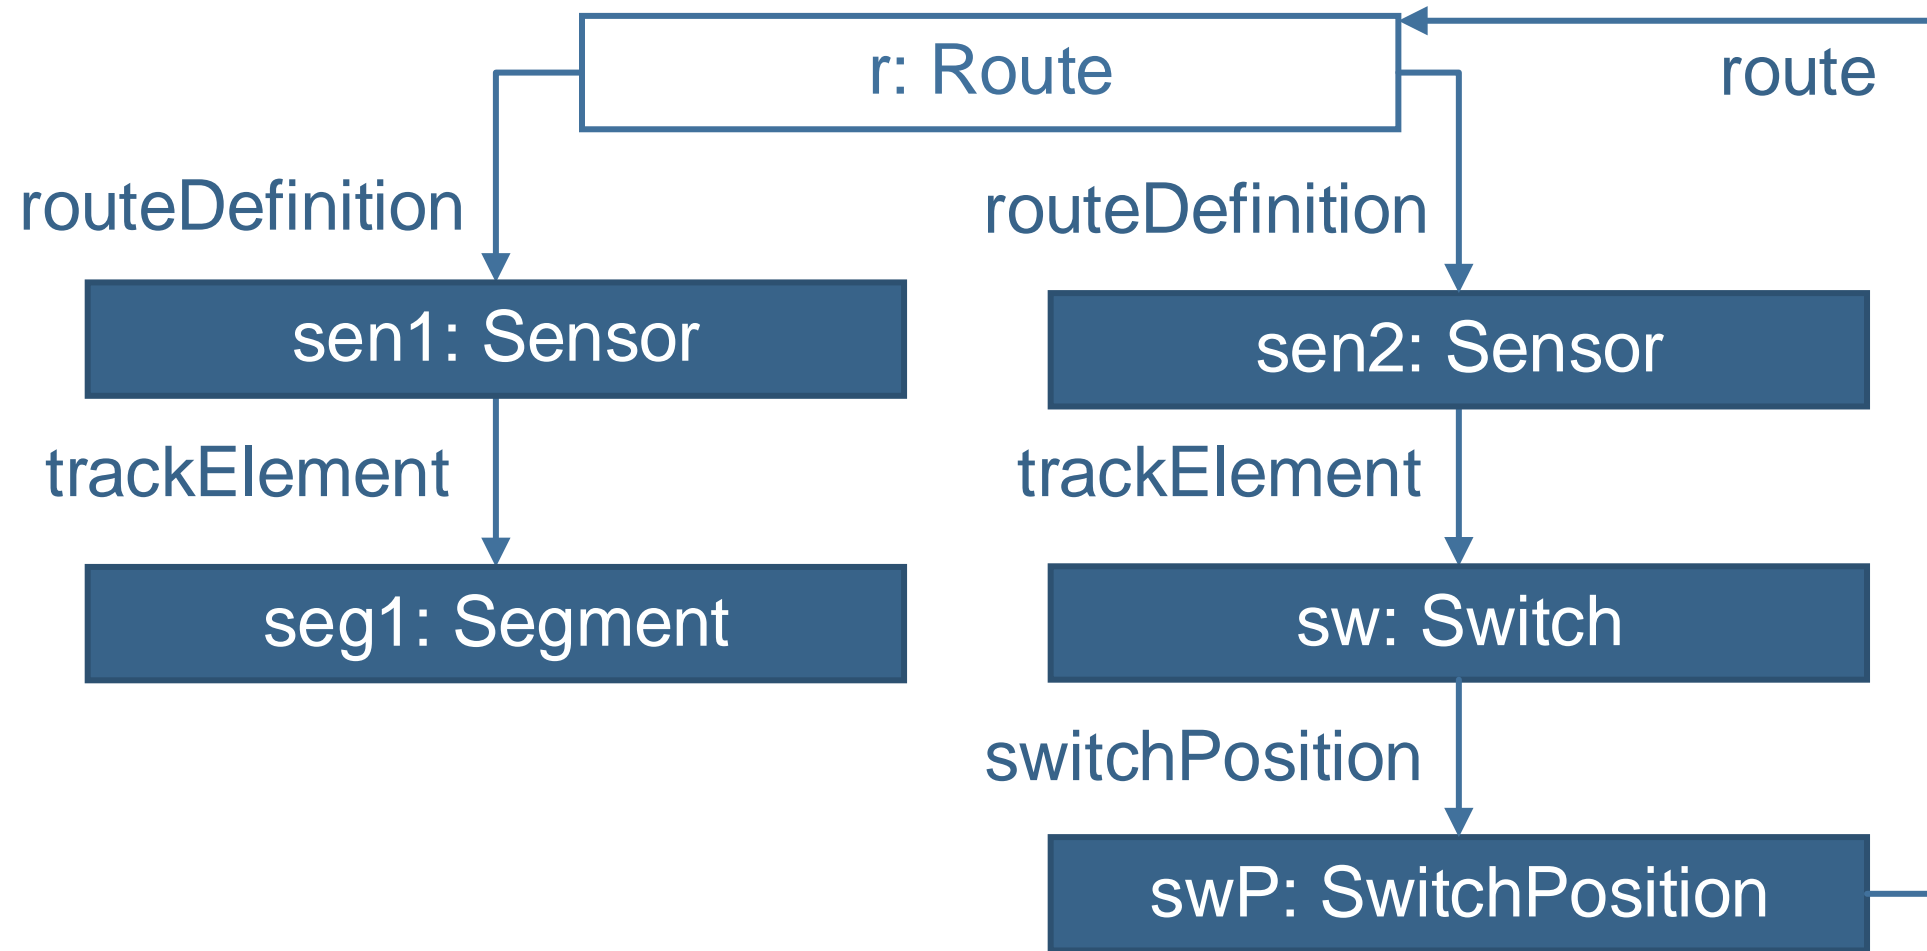 r: Route
route
routeDefinition
routeDefinition
sen1: Sensor
sen2: Sensor
trackElement
trackElement
seg1: Segment
sw: Switch
switchPosition
swP: SwitchPosition